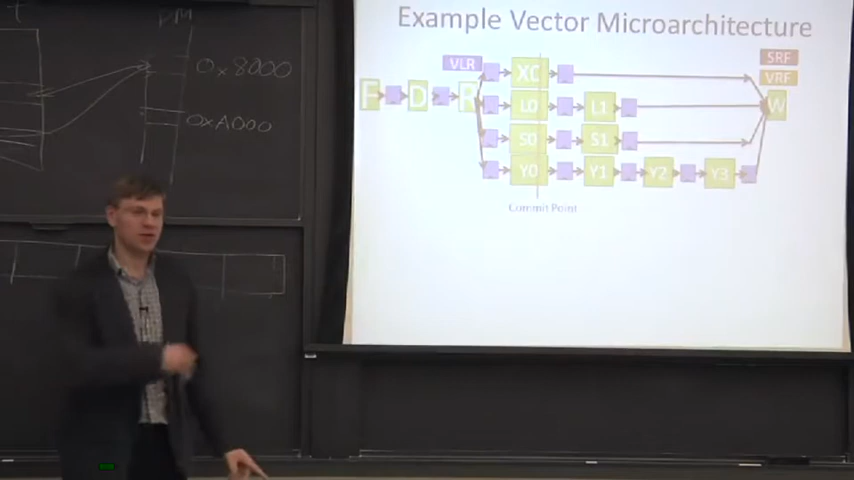 PM
0x8000
0xA000
Example Vector Microarchitecture
VLR
SRF
VRF
X0
F D R
L0 L1
W
S0 S1
Y0 Y1 Y2 Y3
Commit Point